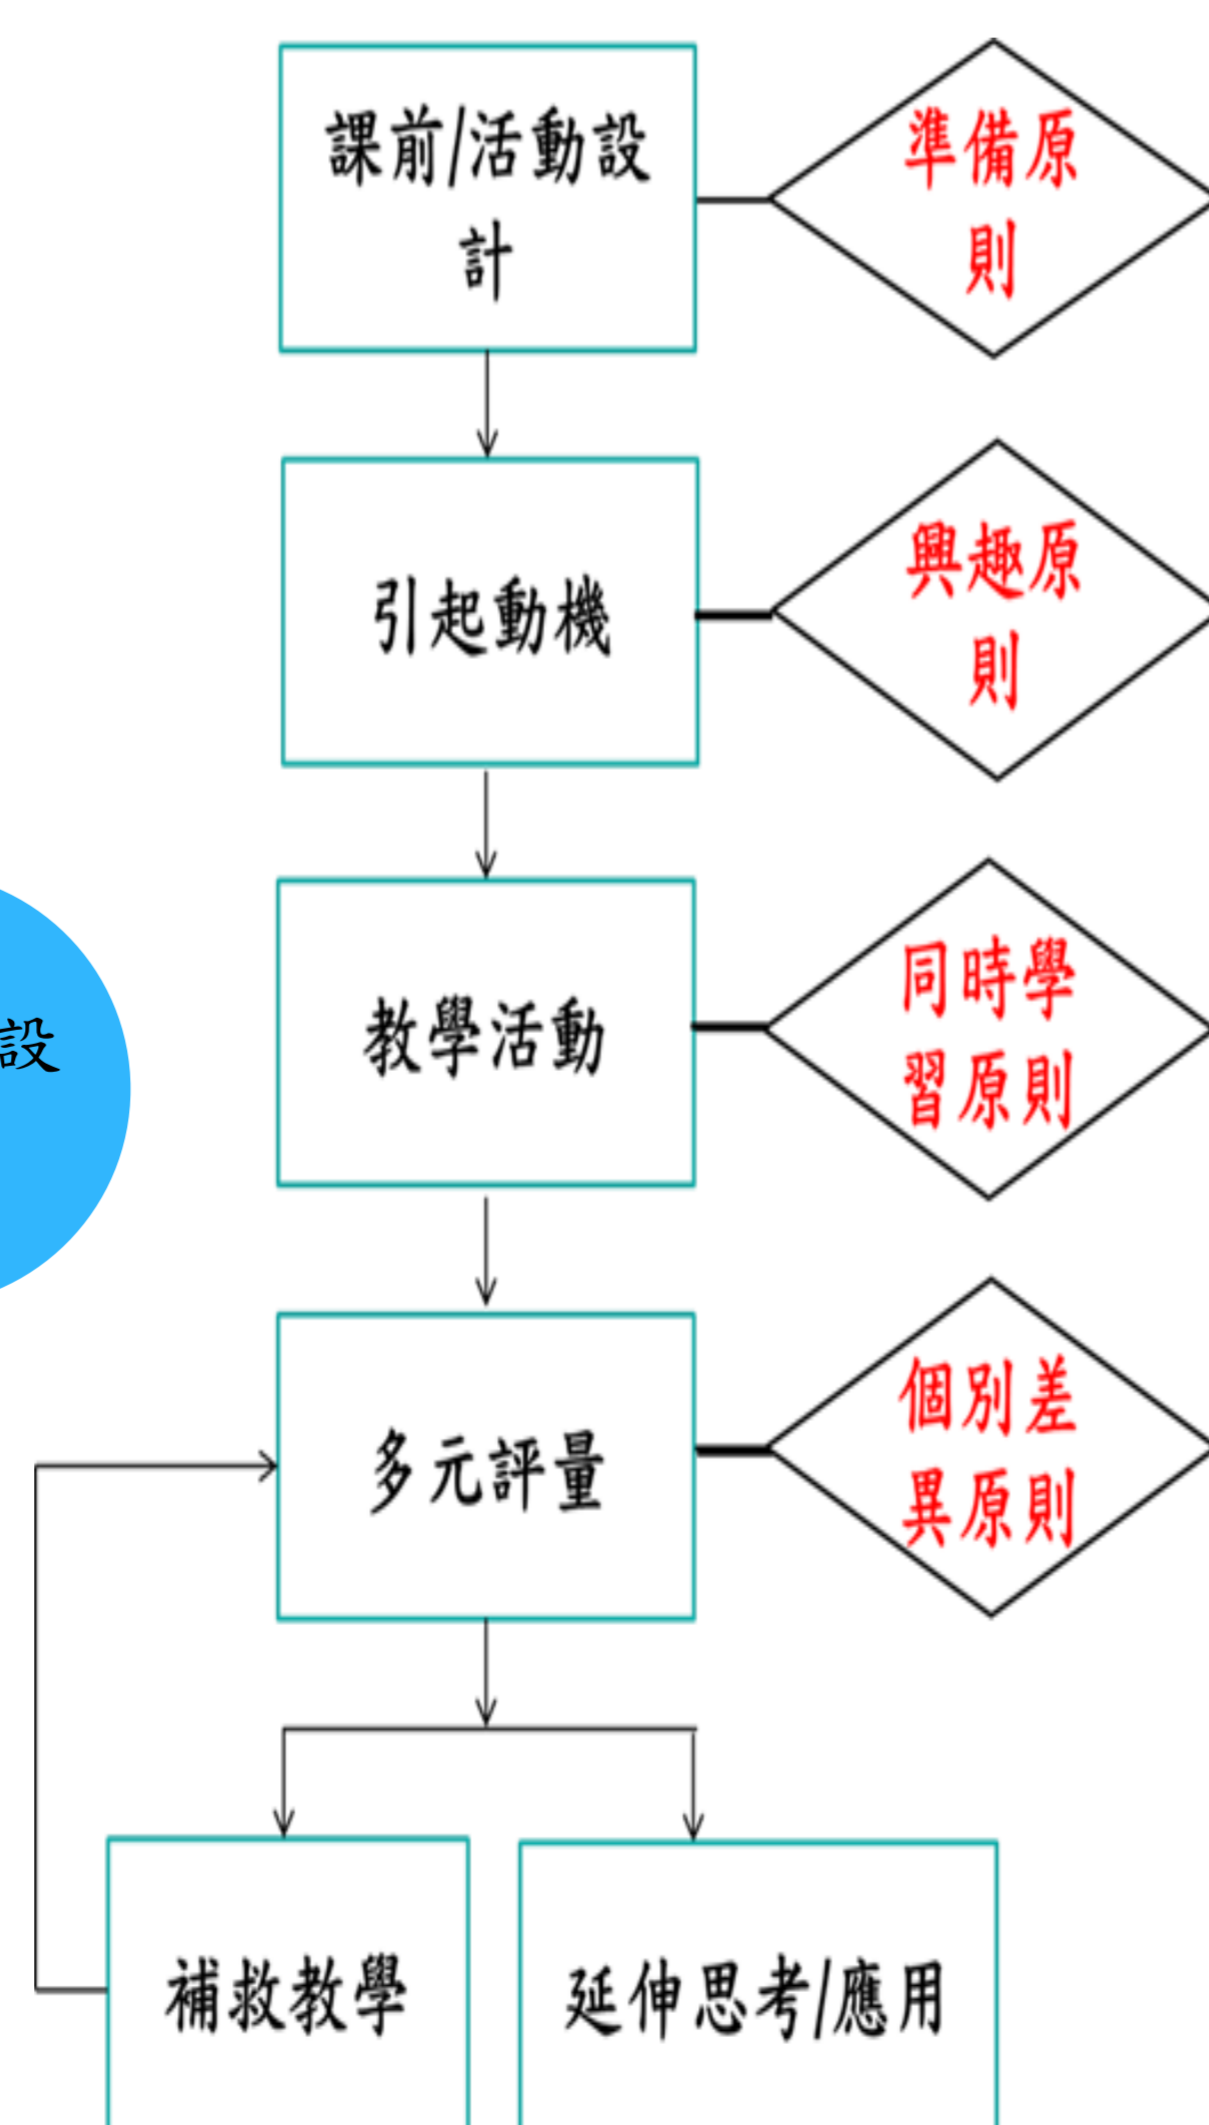 課前/活動設
計
準備原
則
引起動機
興趣原
則
教學活動
同時學
習原則
設
多元評量
個別差
異原則
補救教學
延伸思考/應用